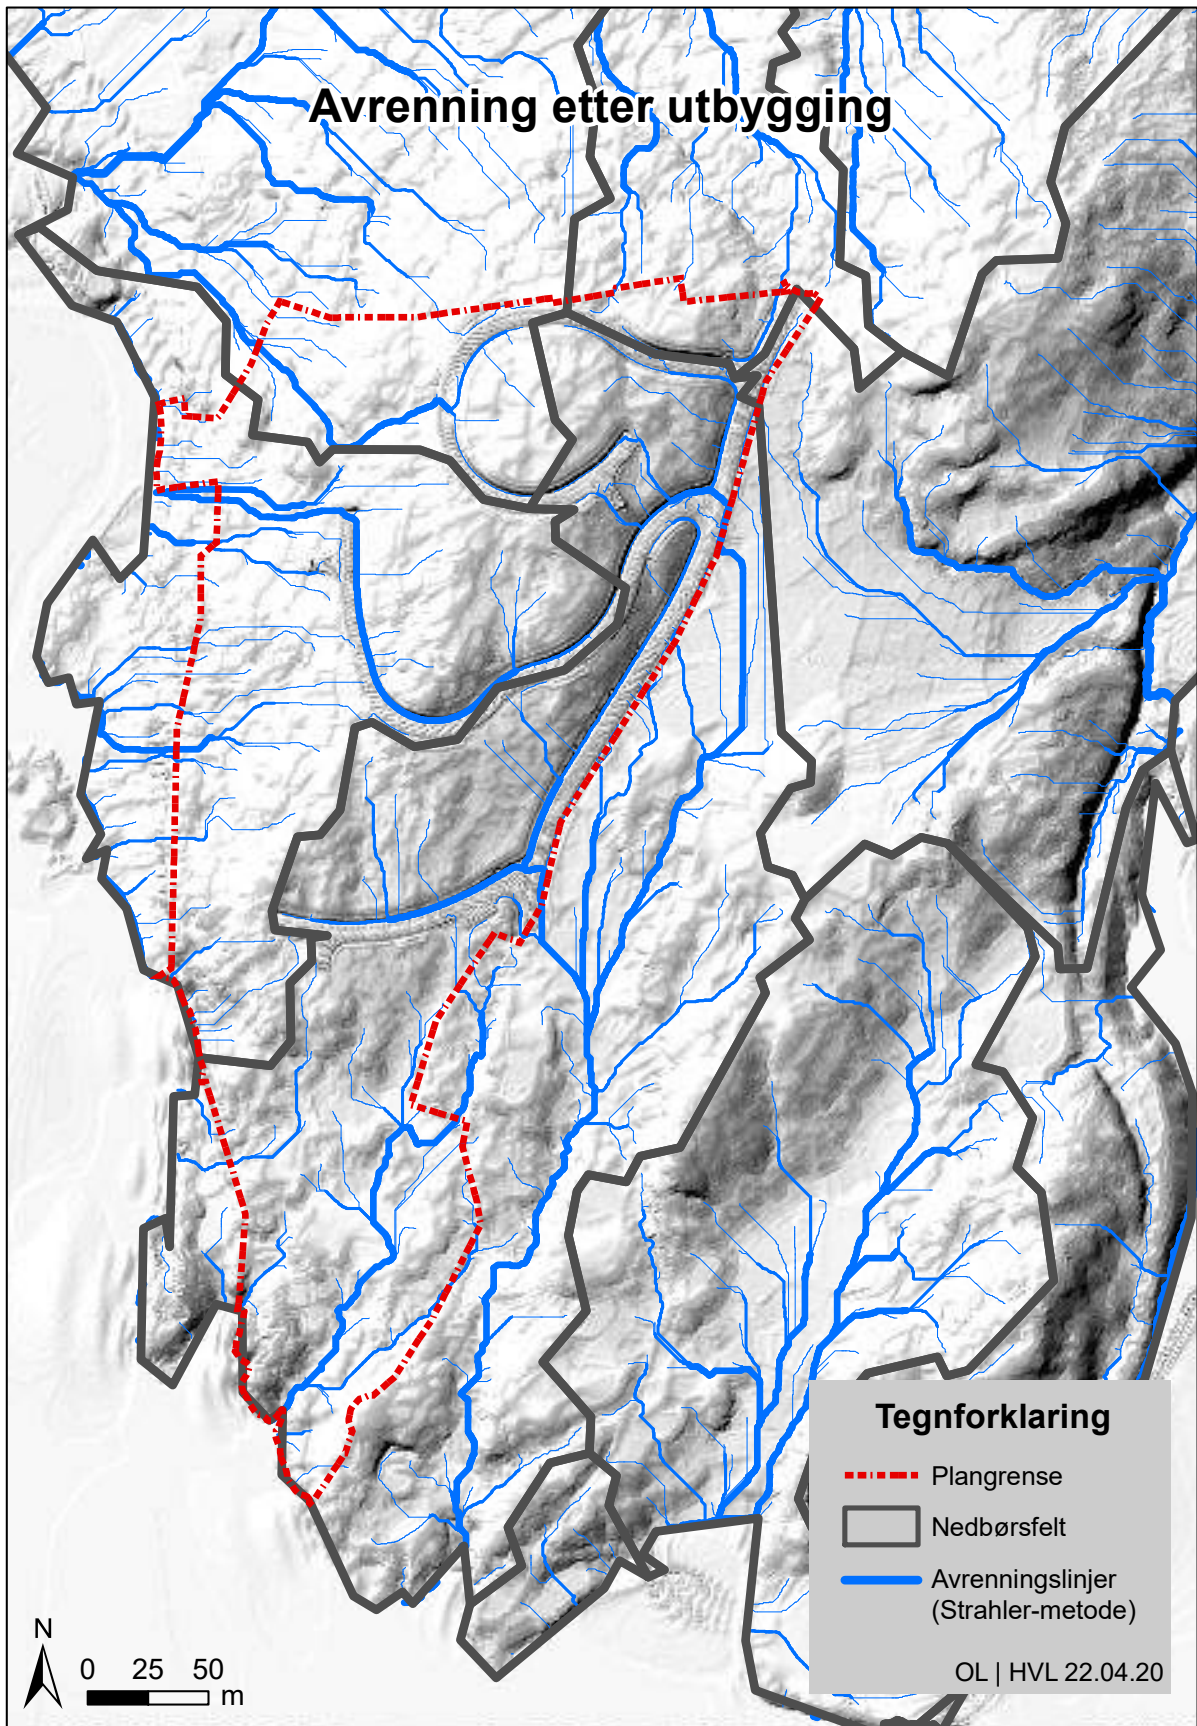 Avrenning etter utbygging
Tegnforklaring
Plangrense
Nedbørsfelt
Avrenningslinjer
(Strahler-metode)
OL | HVL 22.04.20
N
0 25 50
m